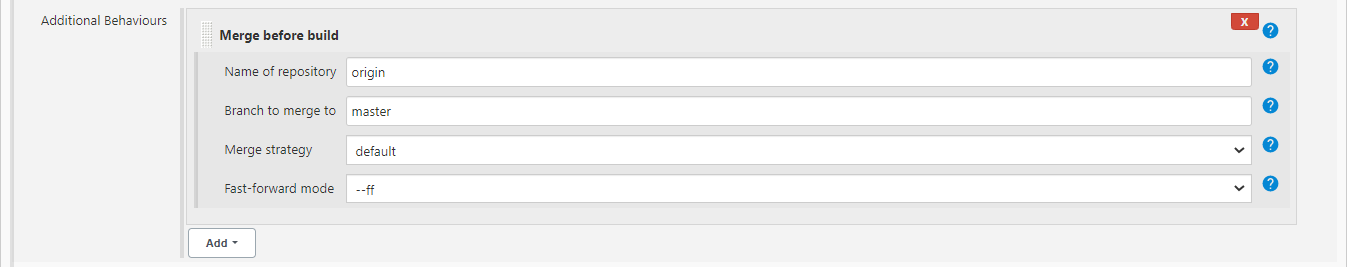 Additional Behaviours
X
Merge before build
?
Name of repository origin ?
Branch to merge to master ?
Merge strategy default ?
Fast-forward mode --ff ?
Add